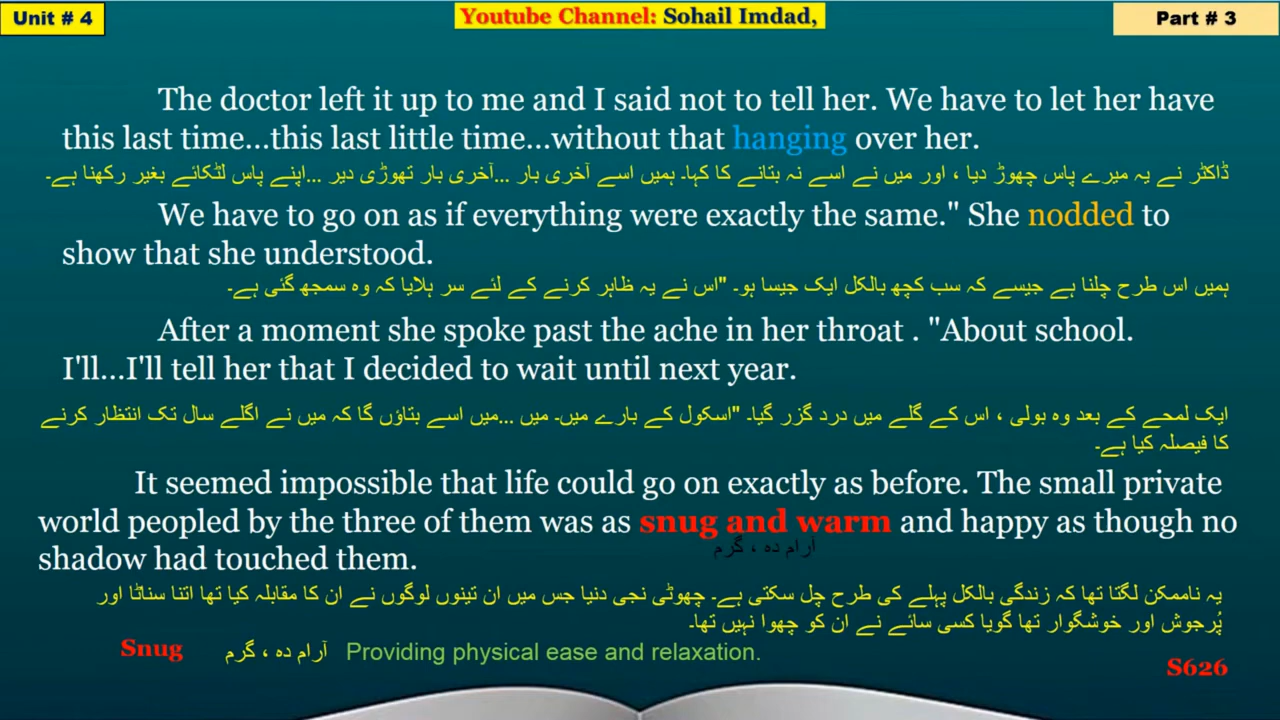 Unit # 4
Youtube Channel: Sohail Imdad,
Part # 3
The doctor left it up to me and I said not to tell her. We have to let her have
this last time...this last little time...without that hanging over her.
ڈاکٹر نے یہ میرے پاس چھوڑ دیا ، اور میں نے اسے نہ بتانے کا کہا۔ ہمیں اسے آخری بار ...آخری بار تھوڑی دیر ...اپنے پاس لٹکائے بغیر رکھنا ہے۔
We have to go on as if everything were exactly the same." She nodded to
show that she understood.
ہمیں اس طرح چلنا ہے جیسے کہ سب کچھ بالکل ایک جیسا ہو۔ "اس نے یہ ظاہر کرنے کے لئے سر ہلایا کہ وہ سمجھ گئی ہے۔
After a moment she spoke past the ache in her throat . "About school.
I'll...I'll tell her that I decided to wait until next year.
ایک لمحے کے بعد وہ بولی ، اس کے گلے میں درد گزر گیا۔ "اسکول کے بارے میں۔ میں ...میں اسے بتاؤں گا کہ میں نے اگلے سال تک انتظار کرنے
کا فیصلہ کیا ہے۔
It seemed impossible that life could go on exactly as before. The small private
world peopled by the three of them was as snug and warm and happy as though no
آرام دہ ، گرم
shadow had touched them.
یہ ناممکن لگتا تھا کہ زندگی بالکل پہلے کی طرح چل سکتی ہے۔ چھوٹی نجی دنیا جس میں ان تینوں لوگوں نے ان کا مقابلہ کیا تھا اتنا سناٹا اور
پُرجوش اور خوشگوار تھا گویا کسی سائے نے ان کو چھوا نہیں تھا۔
Snug آرام دہ ، گرم Providing physical ease and relaxation.
S626